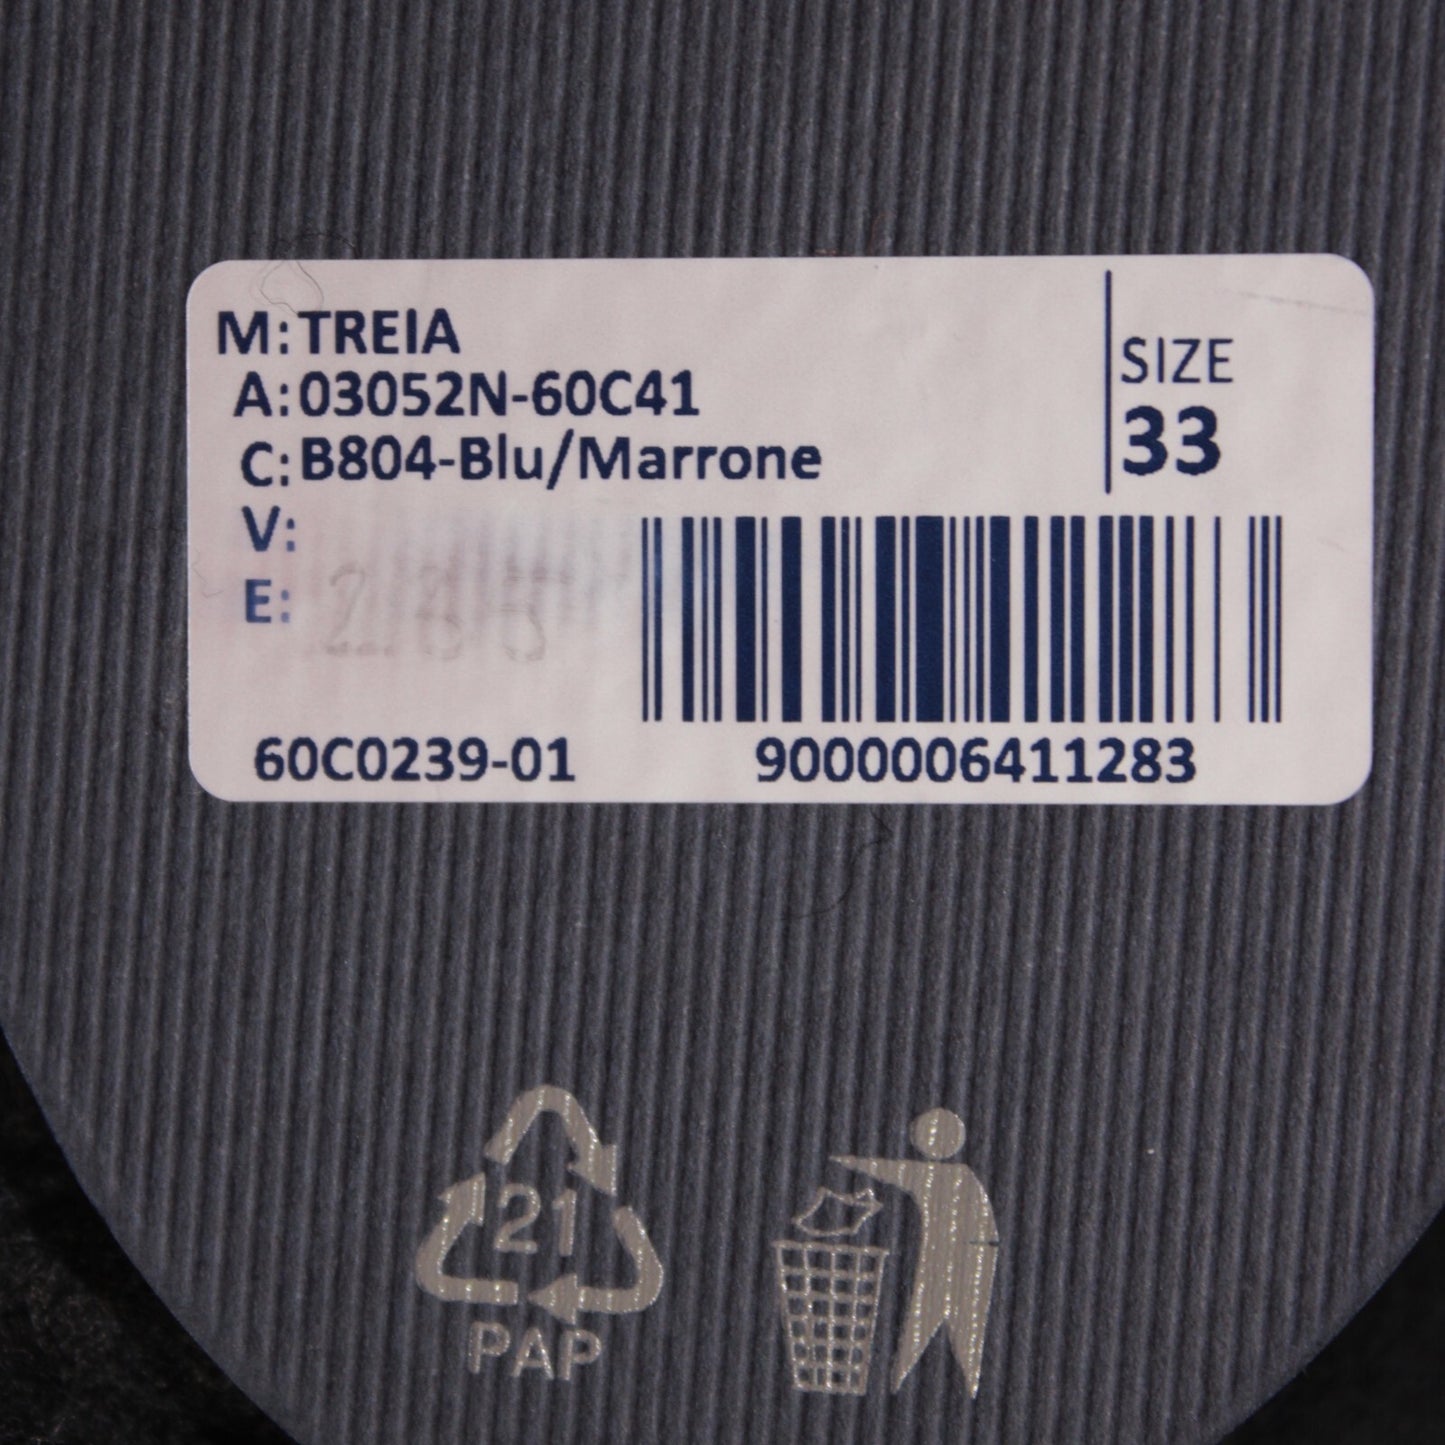 M: TREIA
A: 03052N-60C41
C: B804-Blu/Marrone
V:
E:
SIZE
33
60C0239-01
9000006411283
21
PAP